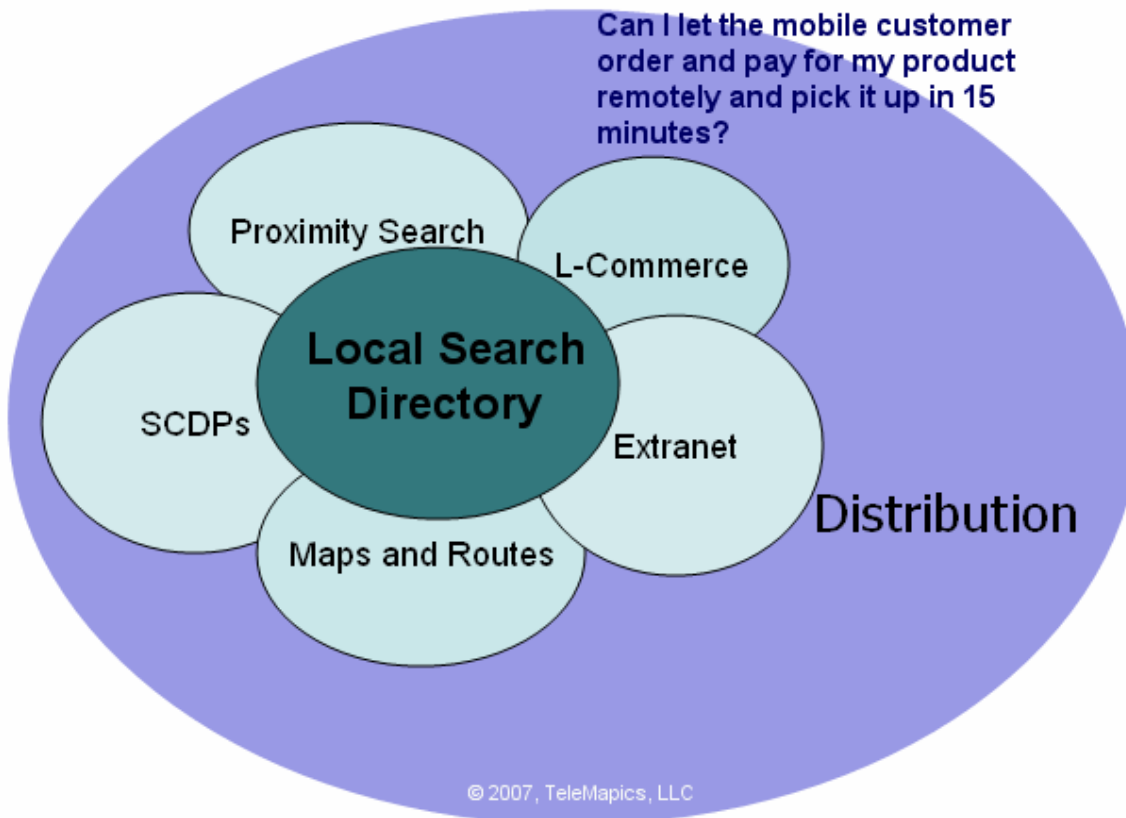 Can I let the mobile customer
order and pay for my product
remotely and pick it up in 15
minutes?
Proximity Search
L-Commerce
Local Search
Directory
SCDPs
Extranet
Distribution
Maps and Routes
© 2007, TeleMapics, LLC